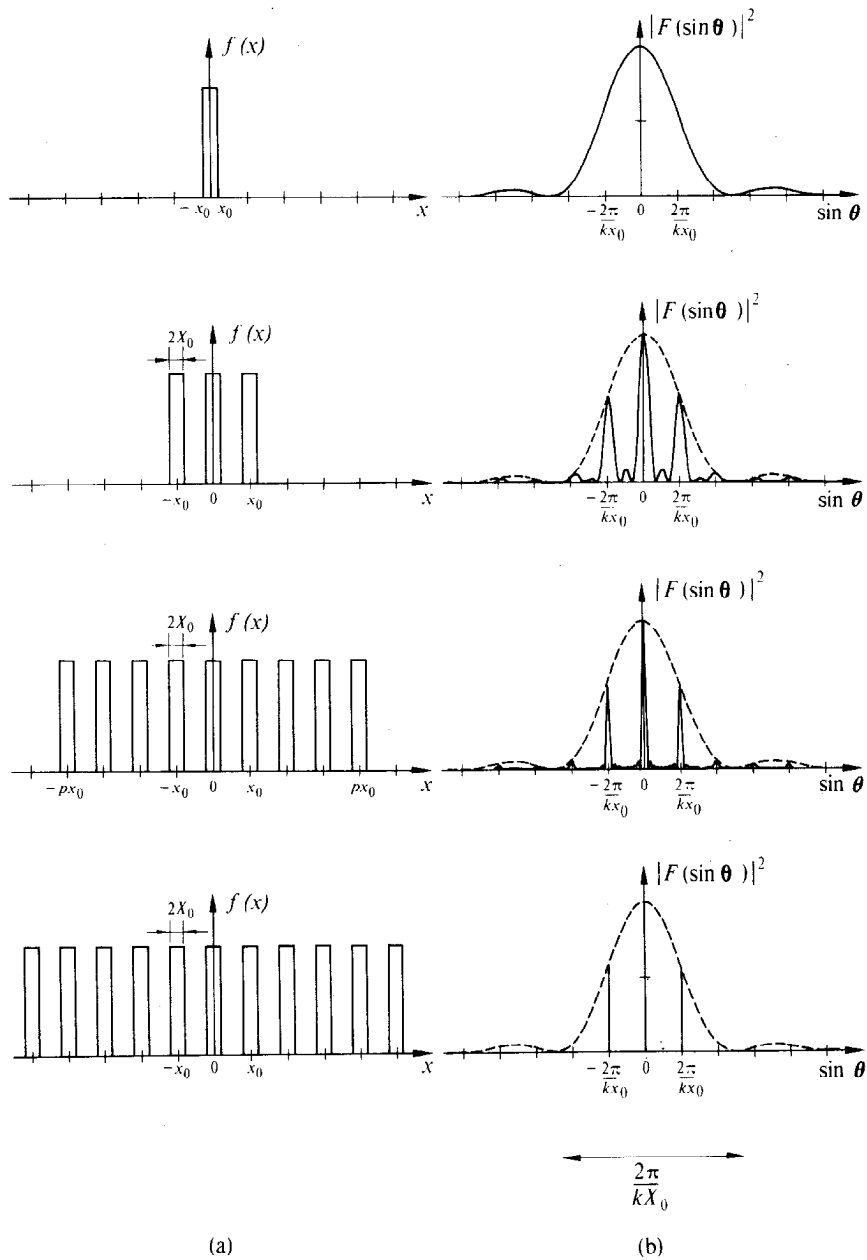 f(x)
|F(sin θ)|²
−x₀ x₀
x
−2π/kx₀ 0 2π/kx₀
sin θ
2X₀
f(x)
|F(sin θ)|²
−x₀ 0 x₀
x
−2π/kx₀ 0 2π/kx₀
sin θ
2X₀
f(x)
|F(sin θ)|²
−px₀ −x₀ 0 x₀ px₀
x
−2π/kx₀ 0 2π/kx₀
sin θ
2X₀
f(x)
|F(sin θ)|²
−x₀ 0 x₀
x
−2π/kx₀ 0 2π/kx₀
sin θ
2π/kX₀
(a)
(b)